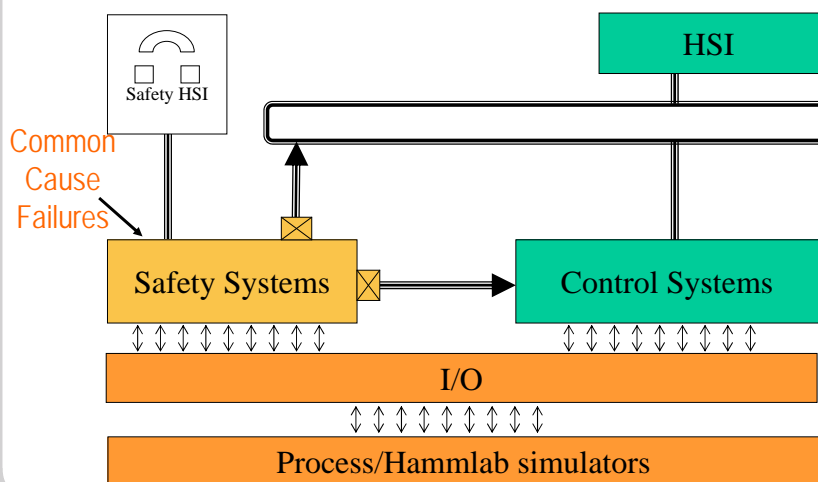 HSI
Safety HSI
Common
Cause
Failures
Safety Systems
Control Systems
I/O
Process/Hammlab simulators